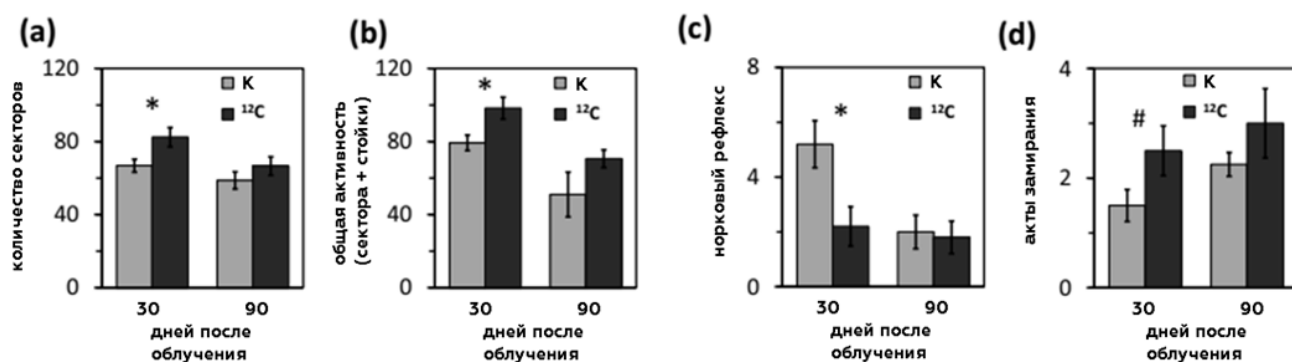 (a)
количество секторов
120
80
40
0
*
К
¹²C
30 90
дней после
облучения
(b)
общая активность
(сектора + стойки)
120
80
40
0
*
К
¹²C
30 90
дней после
облучения
(c)
норковый рефлекс
8
4
0
*
К
¹²C
30 90
дней после
облучения
(d)
акты замирания
4
2
0
#
К
¹²C
30 90
дней после
облучения